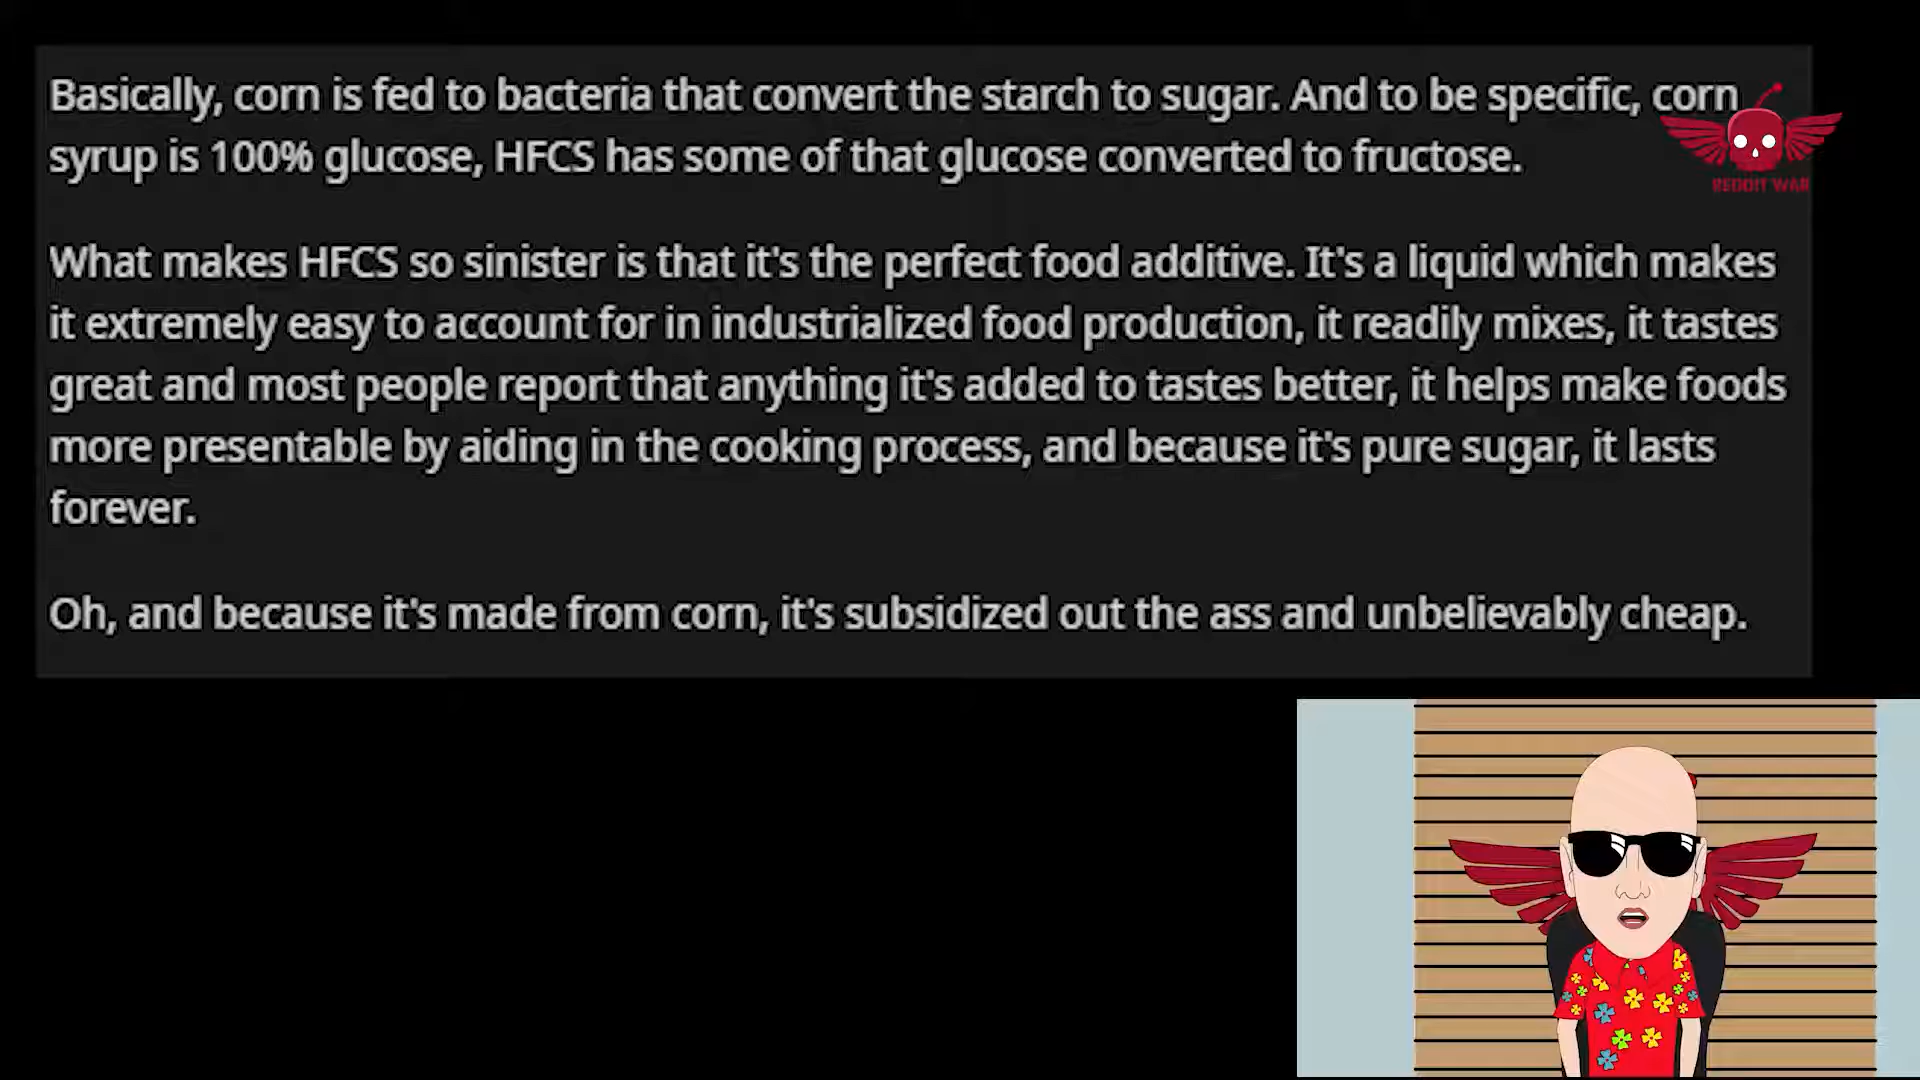 Basically, corn is fed to bacteria that convert the starch to sugar. And to be specific, corn
syrup is 100% glucose, HFCS has some of that glucose converted to fructose.
REDDIT WAR
What makes HFCS so sinister is that it's the perfect food additive. It's a liquid which makes
it extremely easy to account for in industrialized food production, it readily mixes, it tastes
great and most people report that anything it's added to tastes better, it helps make foods
more presentable by aiding in the cooking process, and because it's pure sugar, it lasts
forever.
Oh, and because it's made from corn, it's subsidized out the ass and unbelievably cheap.